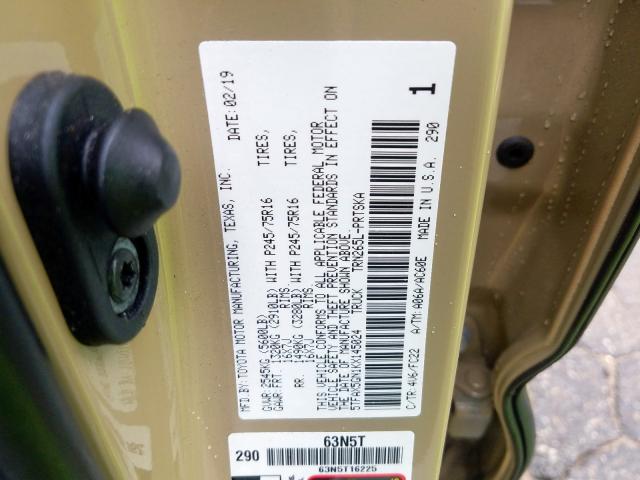 MFD.BY:TOYOTA MOTOR MANUFACTURING, TEXAS, INC. DATE: 02/19
GVWR:2545KG (5600LB)
GAWR:FRT. 1320KG (2910LB) WITH P245/75R16 TIRES,
16X7J RIMS,
RR. 1490KG (3280LB) WITH P245/75R16 TIRES,
16X7J RIMS.
THIS VEHICLE CONFORMS TO ALL APPLICABLE FEDERAL MOTOR
VEHICLE SAFETY AND THEFT PREVENTION STANDARDS IN EFFECT ON
THE DATE OF MANUFACTURE SHOWN ABOVE.
5TFAX5GN1KX145024 TRUCK TRN265L-PRTSKA
C/TR:4V6/FC22 A/TM:A06A/AC60E MADE IN U.S.A. 290
1
63N5T
290
63N5T16225